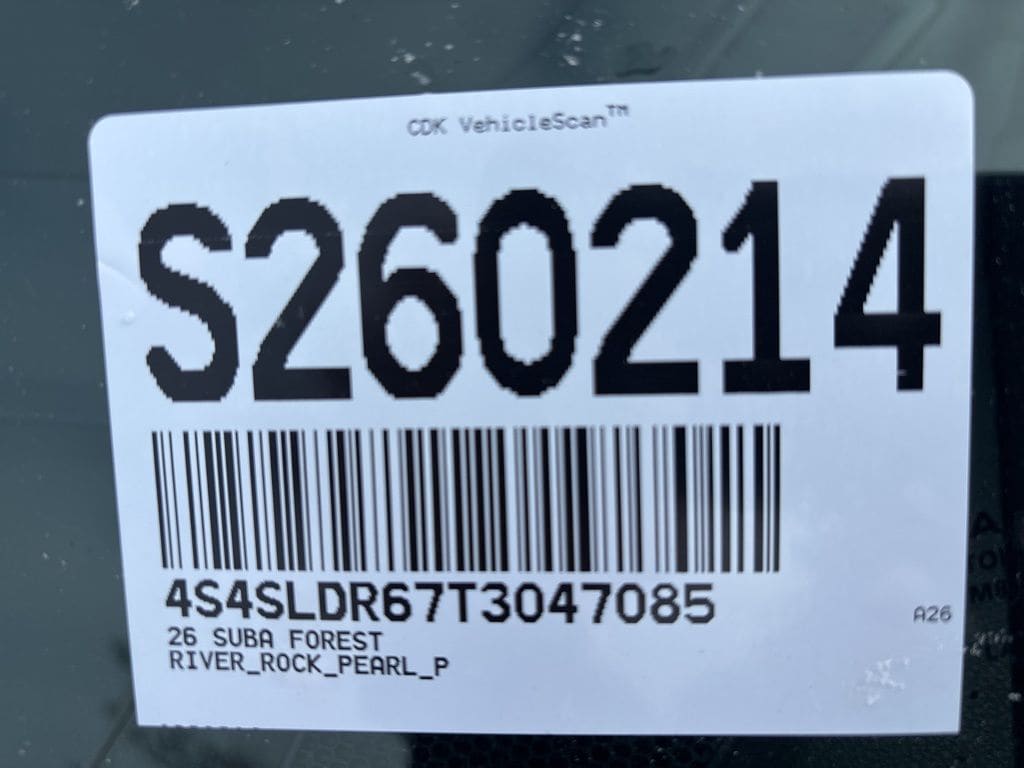 CDK VehicleScan™
S260214
4S4SLDR67T3047085
A26
26 SUBA FOREST
RIVER_ROCK_PEARL_P